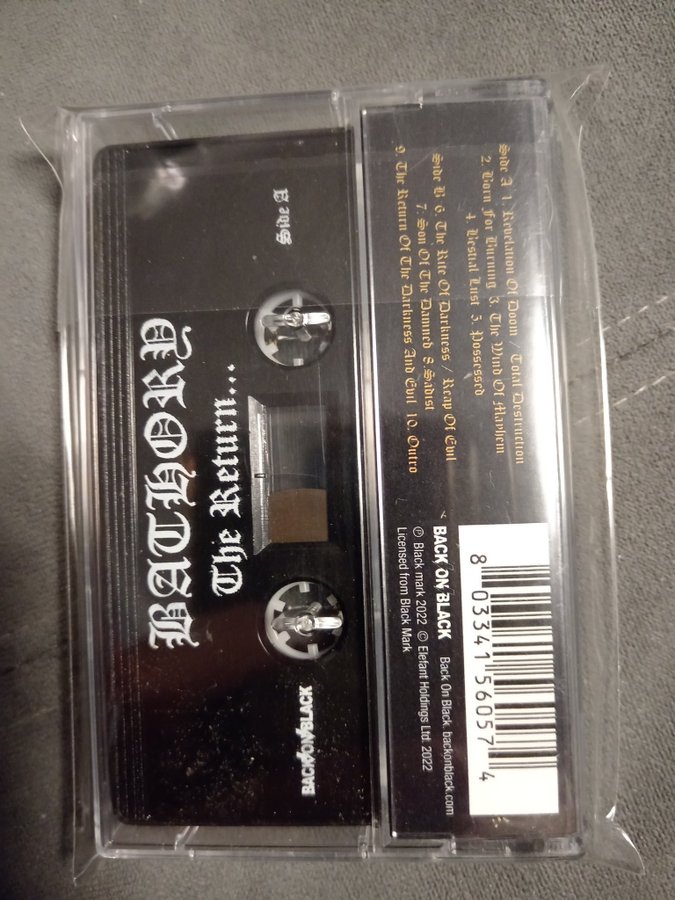 BATHORY
The Return...
Side A
BACK ON BLACK
Side A 1. Revelation Of Doom / Total Destruction
2. Born For Burning 3. The Wind Of Mayhem
4. Bestial Lust 5. Possessed
Side B 6. The Rite Of Darkness / Reap Of Evil
7. Son Of The Damned 8.Sadist
9. The Return Of The Darkness And Evil 10. Outro
BACK ON BLACK Back On Black. backonblack.com
℗ Black mark 2022 © Elefant Holdings Ltd. 2022
Licensed from Black Mark
8 03341 56057 4